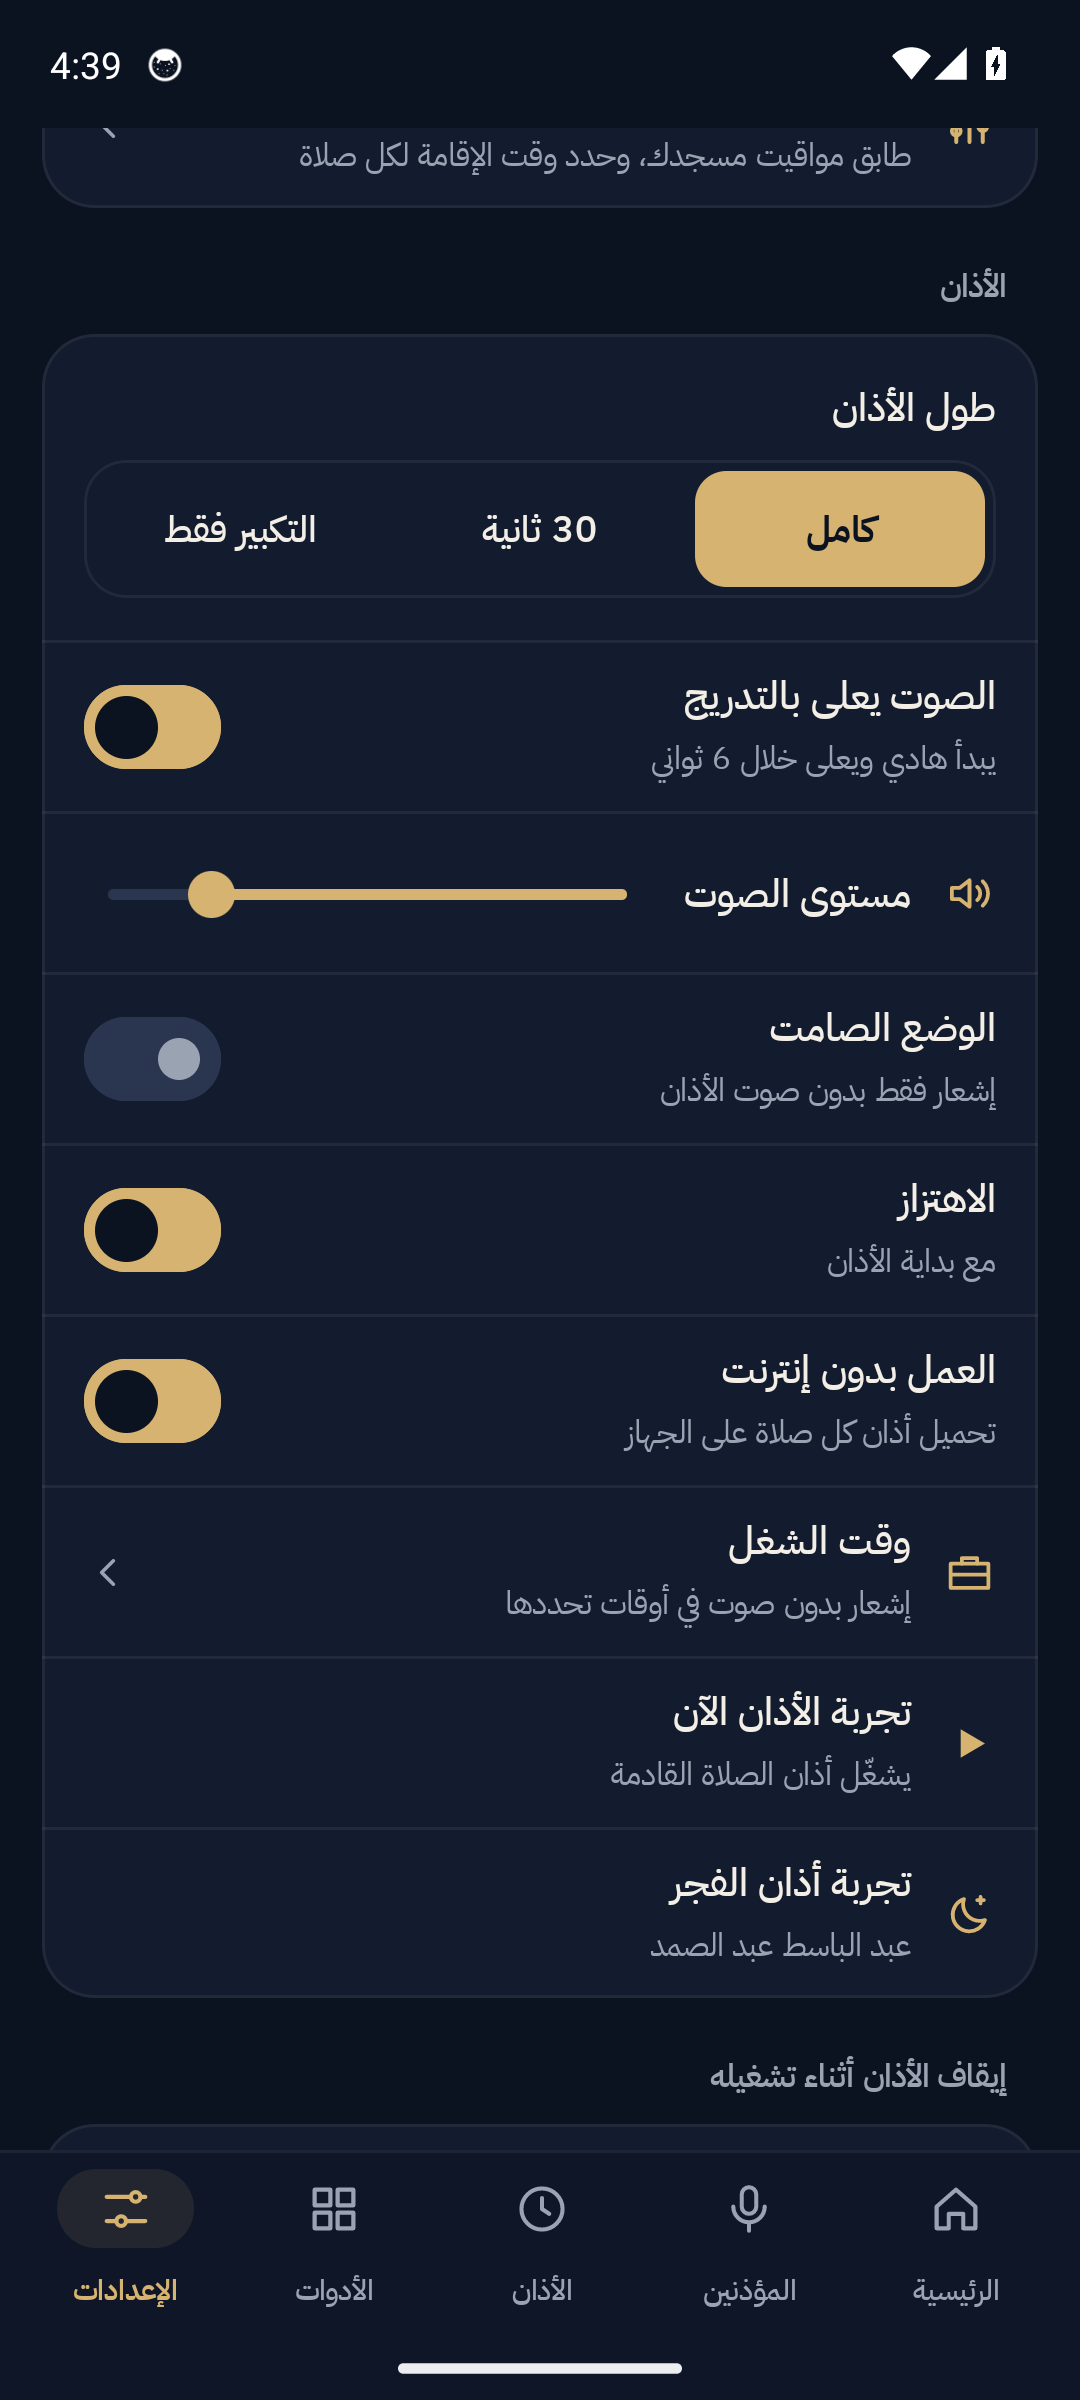 4:39
طابق مواقيت مسجدك، وحدد وقت الإقامة لكل صلاة
الأذان
طول الأذان
كامل
30 ثانية
التكبير فقط
الصوت يعلى بالتدريج
يبدأ هادي ويعلى خلال 6 ثواني
مستوى الصوت
الوضع الصامت
إشعار فقط بدون صوت الأذان
الاهتزاز
مع بداية الأذان
العمل بدون إنترنت
تحميل أذان كل صلاة على الجهاز
وقت الشغل
إشعار بدون صوت في أوقات تحددها
تجربة الأذان الآن
يشغّل أذان الصلاة القادمة
تجربة أذان الفجر
عبد الباسط عبد الصمد
إيقاف الأذان أثناء تشغيله
الرئيسية
المؤذنين
الأذان
الأدوات
الإعدادات